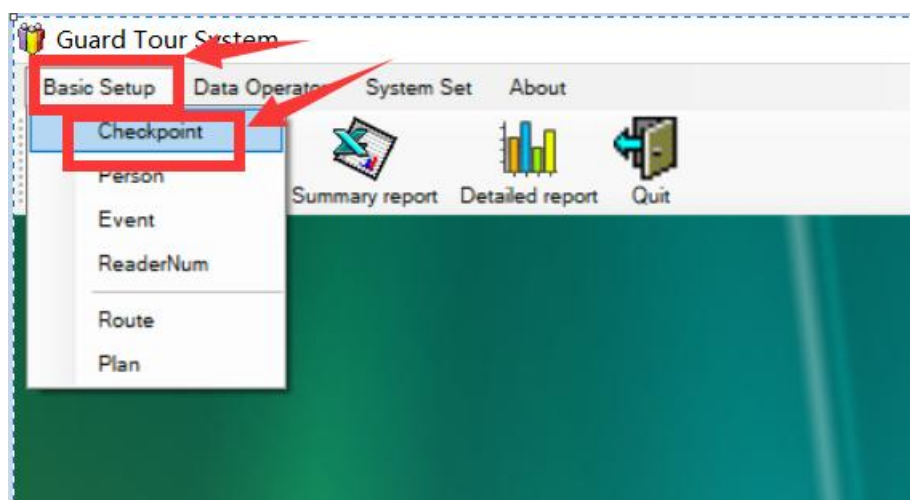 Guard Tour System
Basic Setup Data Operator System Set About
Checkpoint
Person
Summary report Detailed report Quit
Event
ReaderNum
Route
Plan